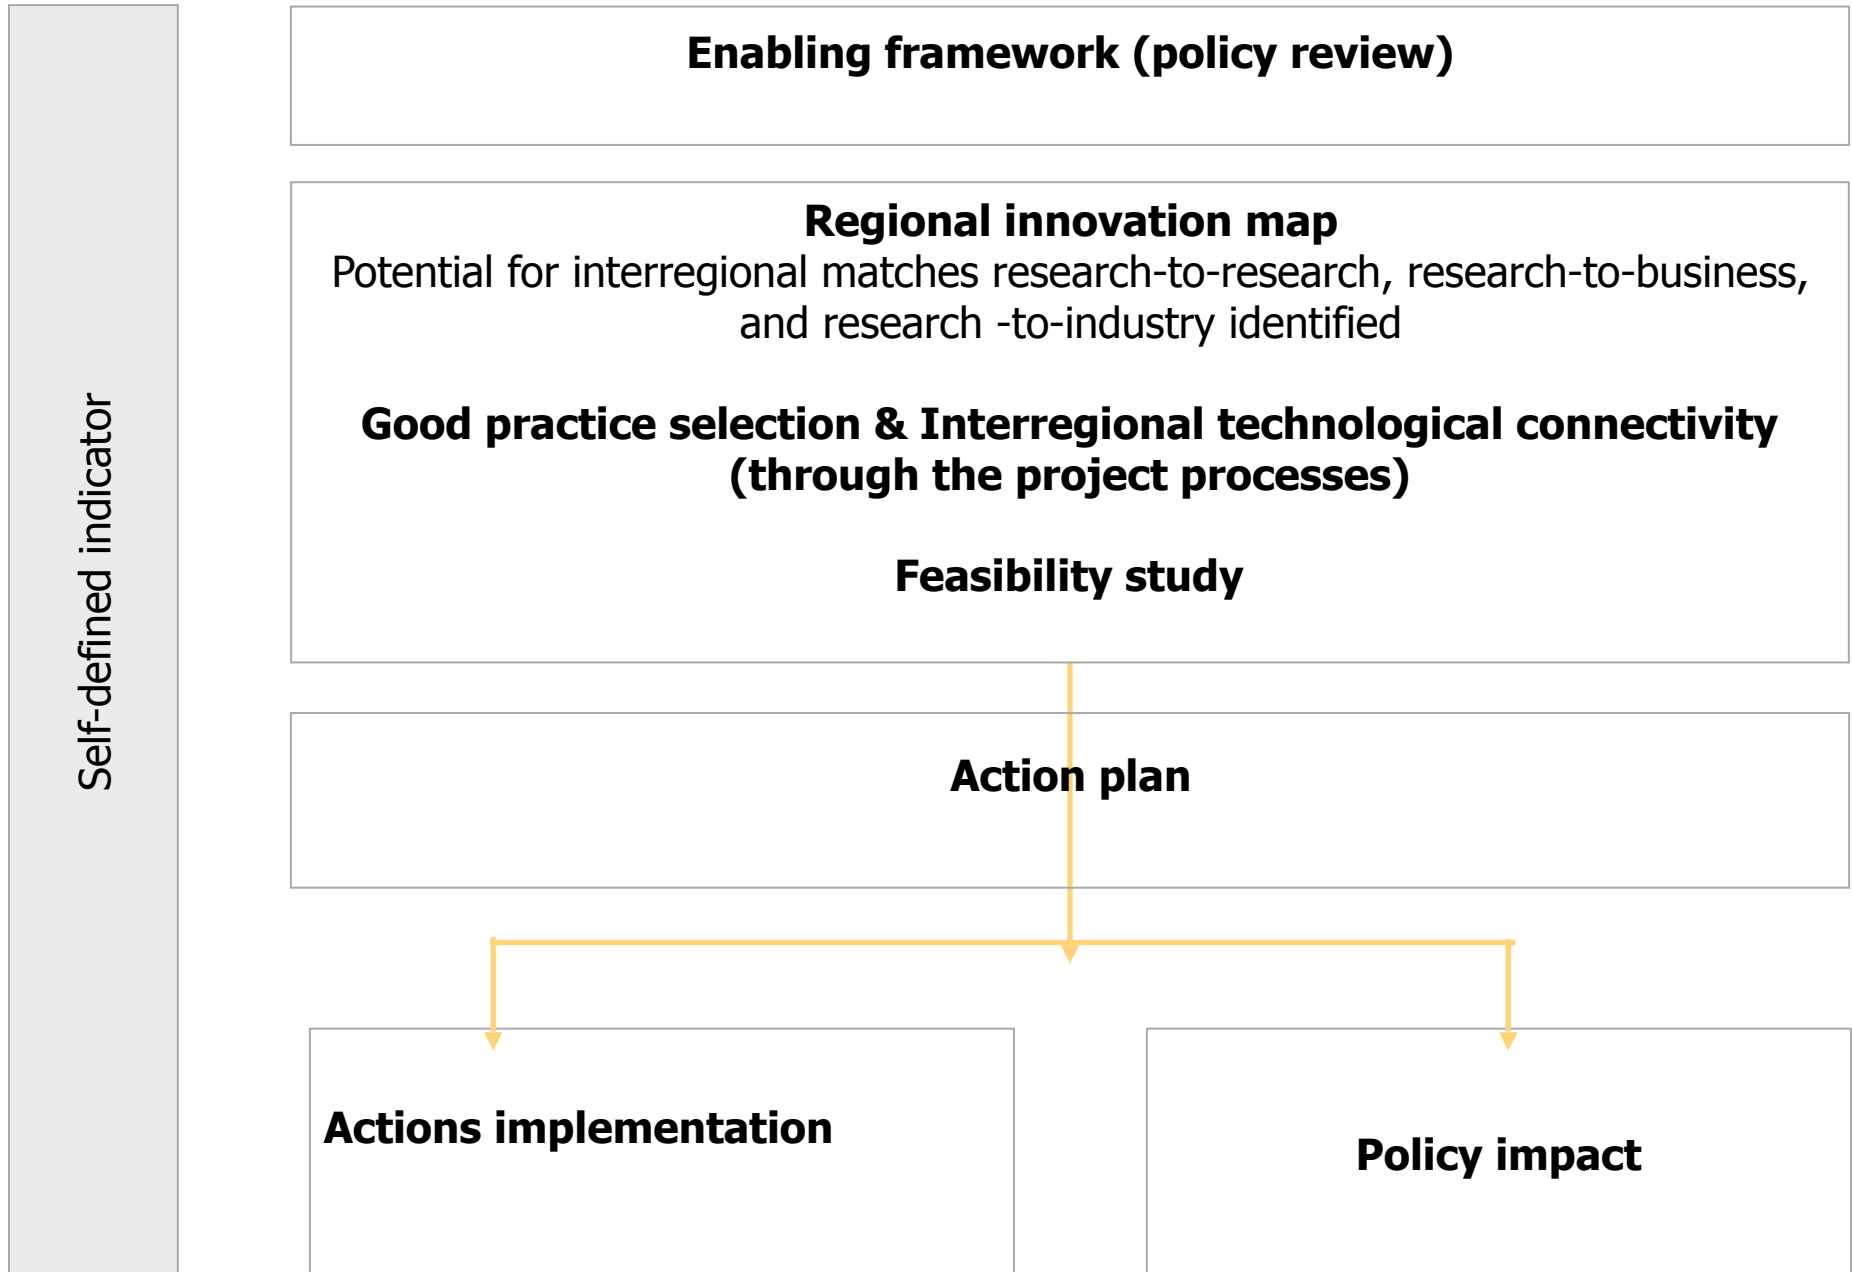 Self-defined indicator
Enabling framework (policy review)
Regional innovation map
Potential for interregional matches research-to-research, research-to-business,
and research -to-industry identified
Good practice selection & Interregional technological connectivity
(through the project processes)
Feasibility study
Action plan
Actions implementation
Policy impact